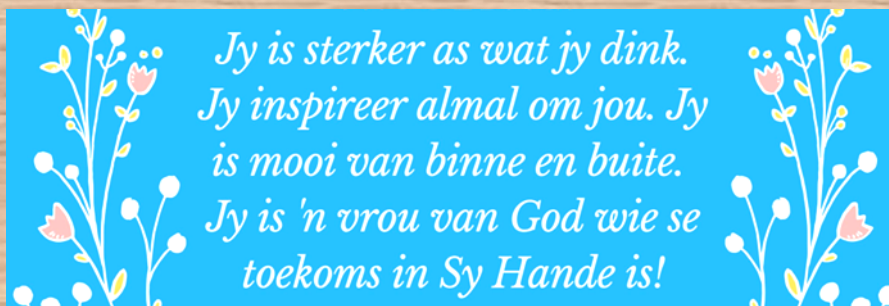 Jy is sterker as wat jy dink.
Jy inspireer almal om jou. Jy
is mooi van binne en buite.
Jy is 'n vrou van God wie se
toekoms in Sy Hande is!